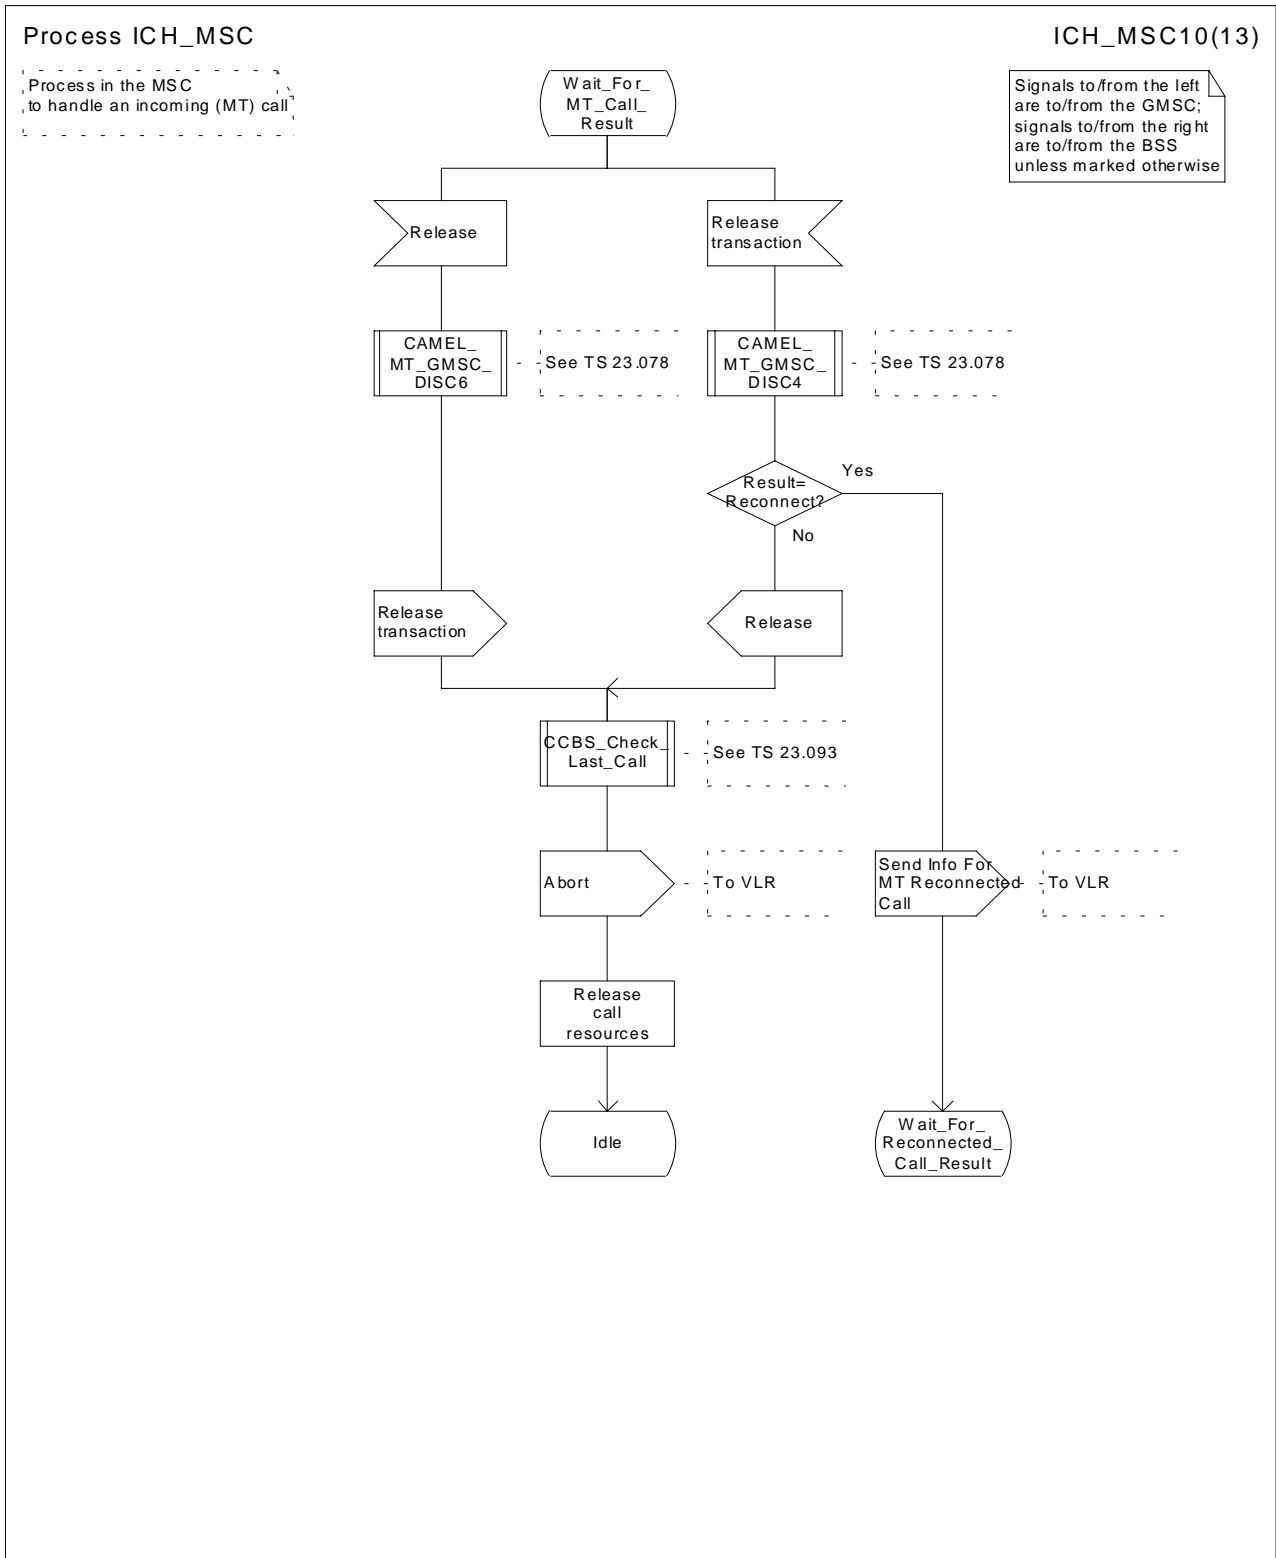 Process ICH_MSC
ICH_MSC10(13)
Process in the MSC
to handle an incoming (MT) call
Wait_For_
MT_Call_
Result
Signals to/from the left
are to/from the GMSC;
signals to/from the right
are to/from the BSS
unless marked otherwise
Release
Release
transaction
CAMEL_
MT_GMSC_
DISC6
See TS 23.078
CAMEL_
MT_GMSC_
DISC4
See TS 23.078
Result=
Reconnect?
Yes
No
Release
transaction
Release
CCBS_Check_
Last_Call
See TS 23.093
Abort
To VLR
Send Info For
MT Reconnected
Call
To VLR
Release
call
resources
Idle
Wait_For_
Reconnected_
Call_Result